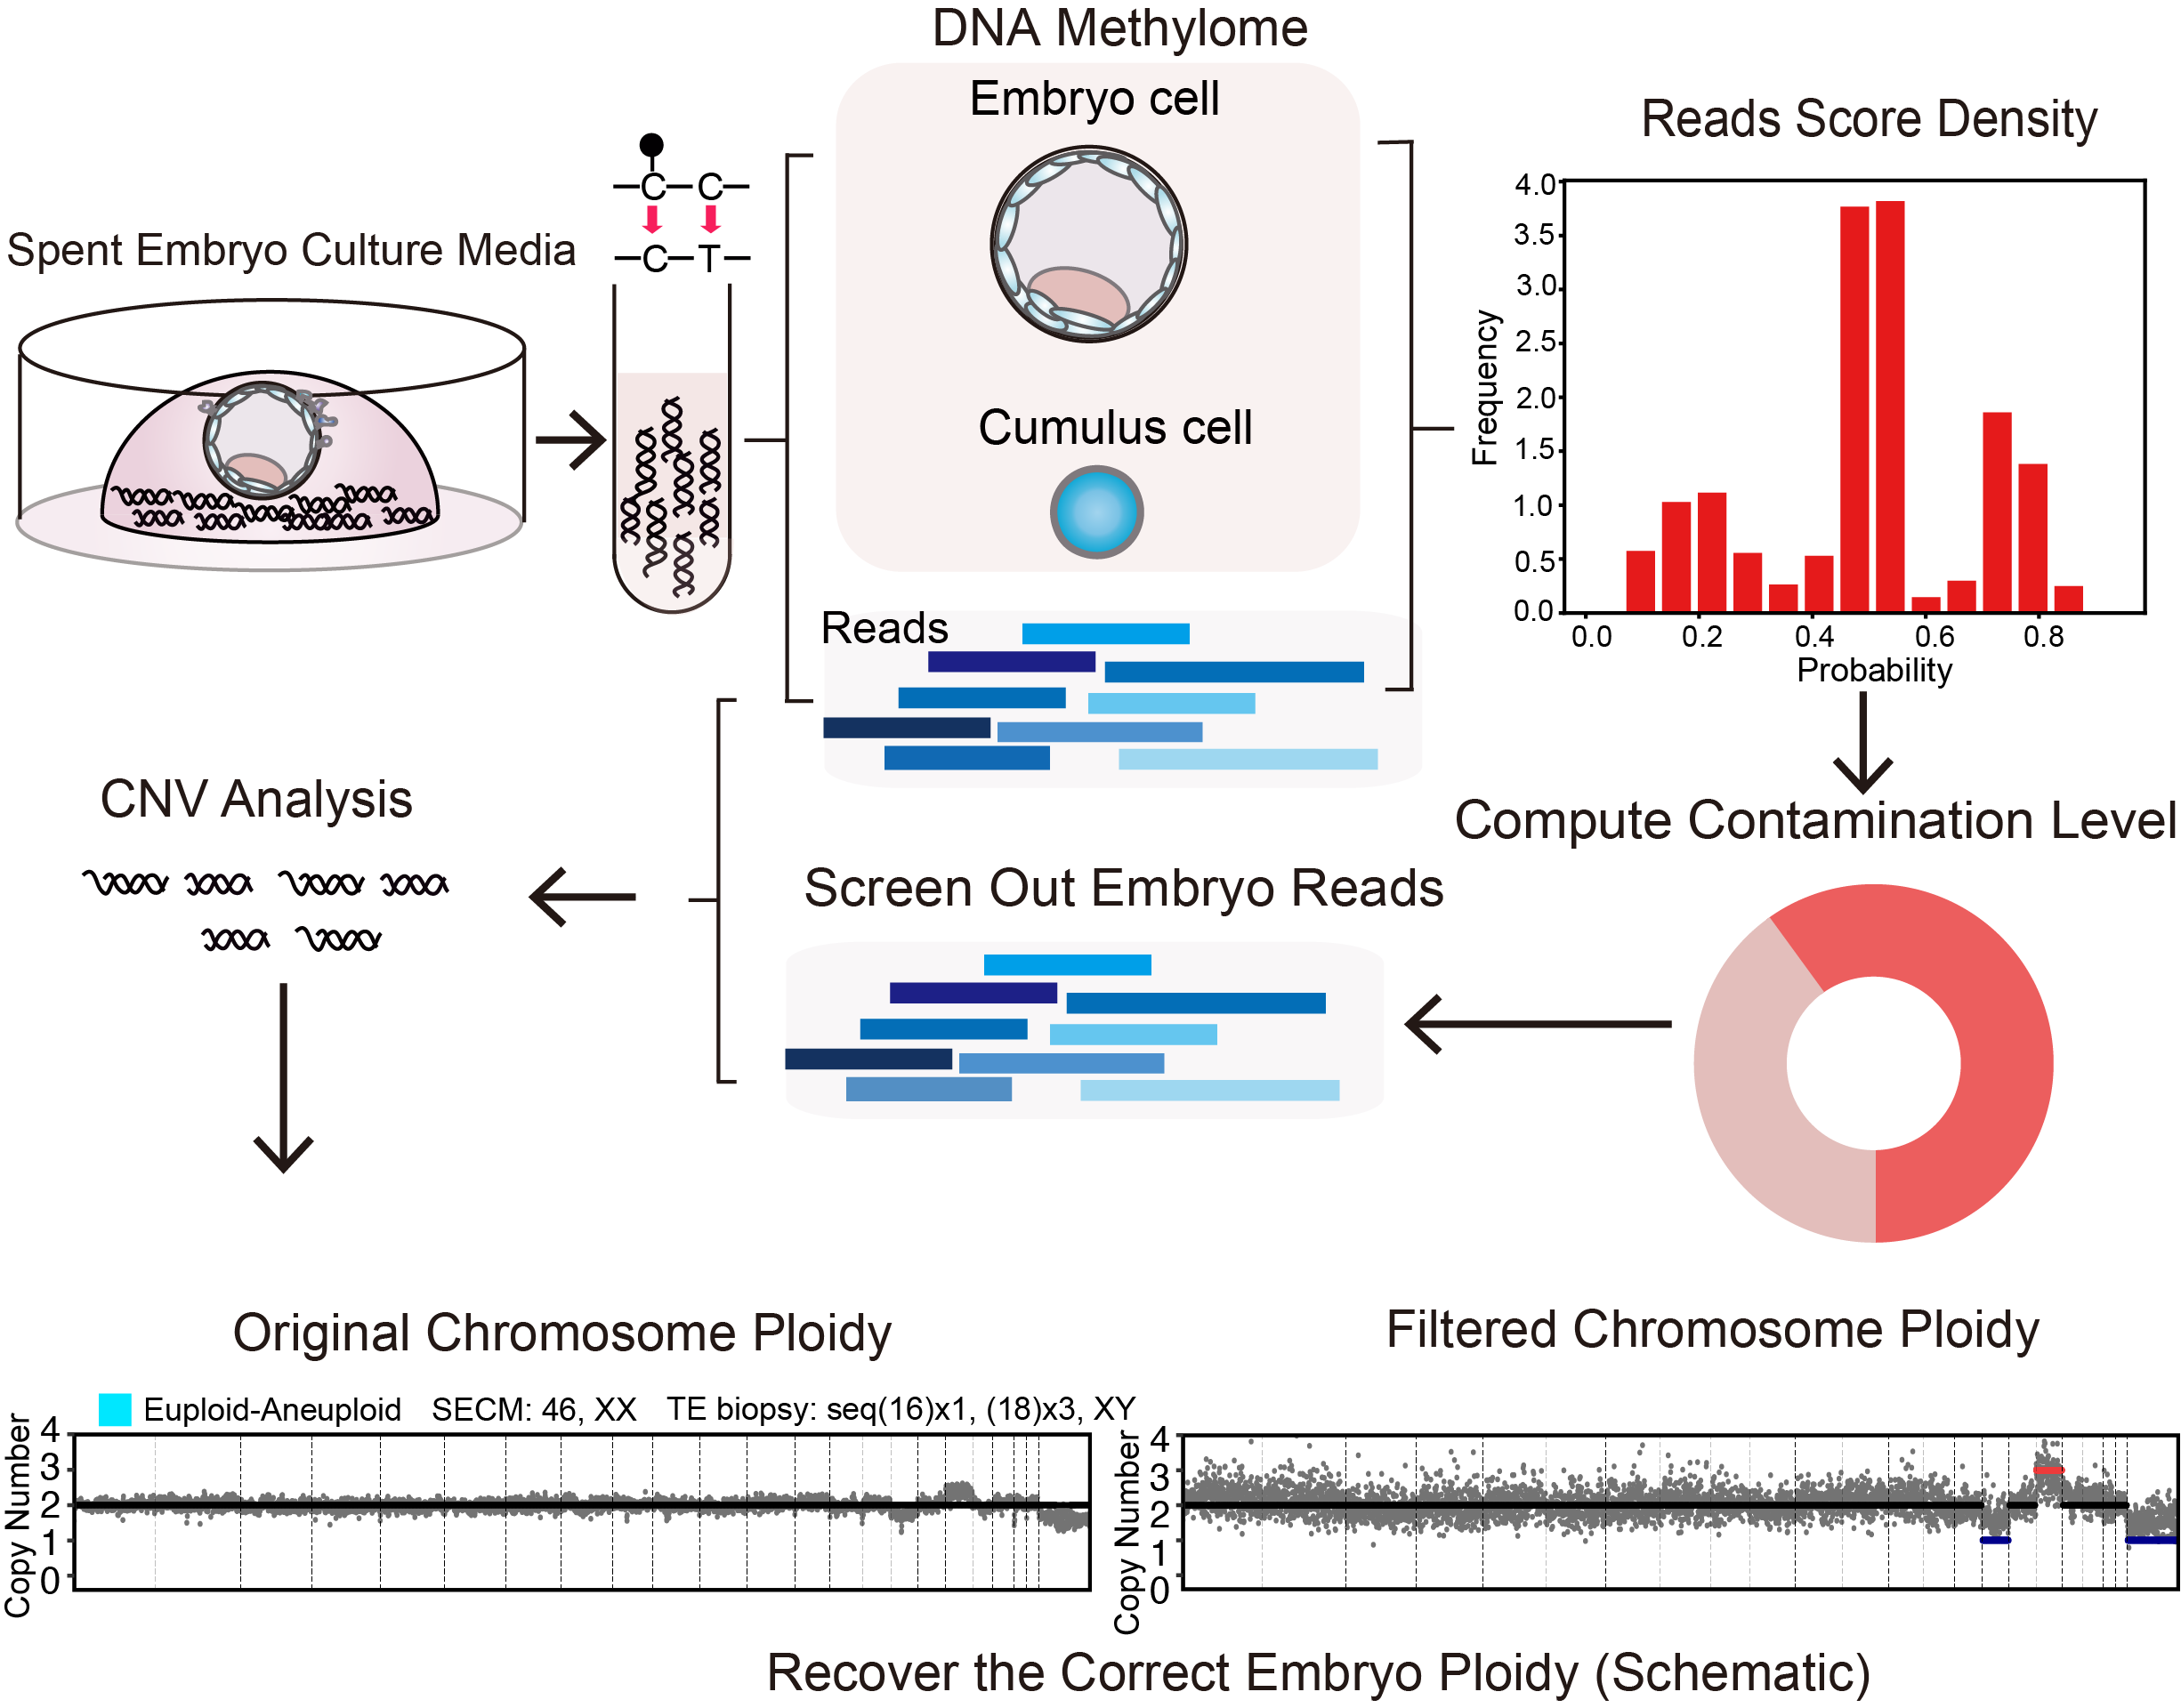 DNA Methylome
Embryo cell
Cumulus cell
Spent Embryo Culture Media
C C
C T
Reads
Reads Score Density
Frequency
4.0
3.5
3.0
2.5
2.0
1.5
1.0
0.5
0.0
0.0 0.2 0.4 0.6 0.8
Probability
Compute Contamination Level
Screen Out Embryo Reads
CNV Analysis
Original Chromosome Ploidy
Euploid-Aneuploid SECM: 46, XX TE biopsy: seq(16)x1, (18)x3, XY
Copy Number
4
3
2
1
0
Filtered Chromosome Ploidy
Copy Number
4
3
2
1
0
Recover the Correct Embryo Ploidy (Schematic)